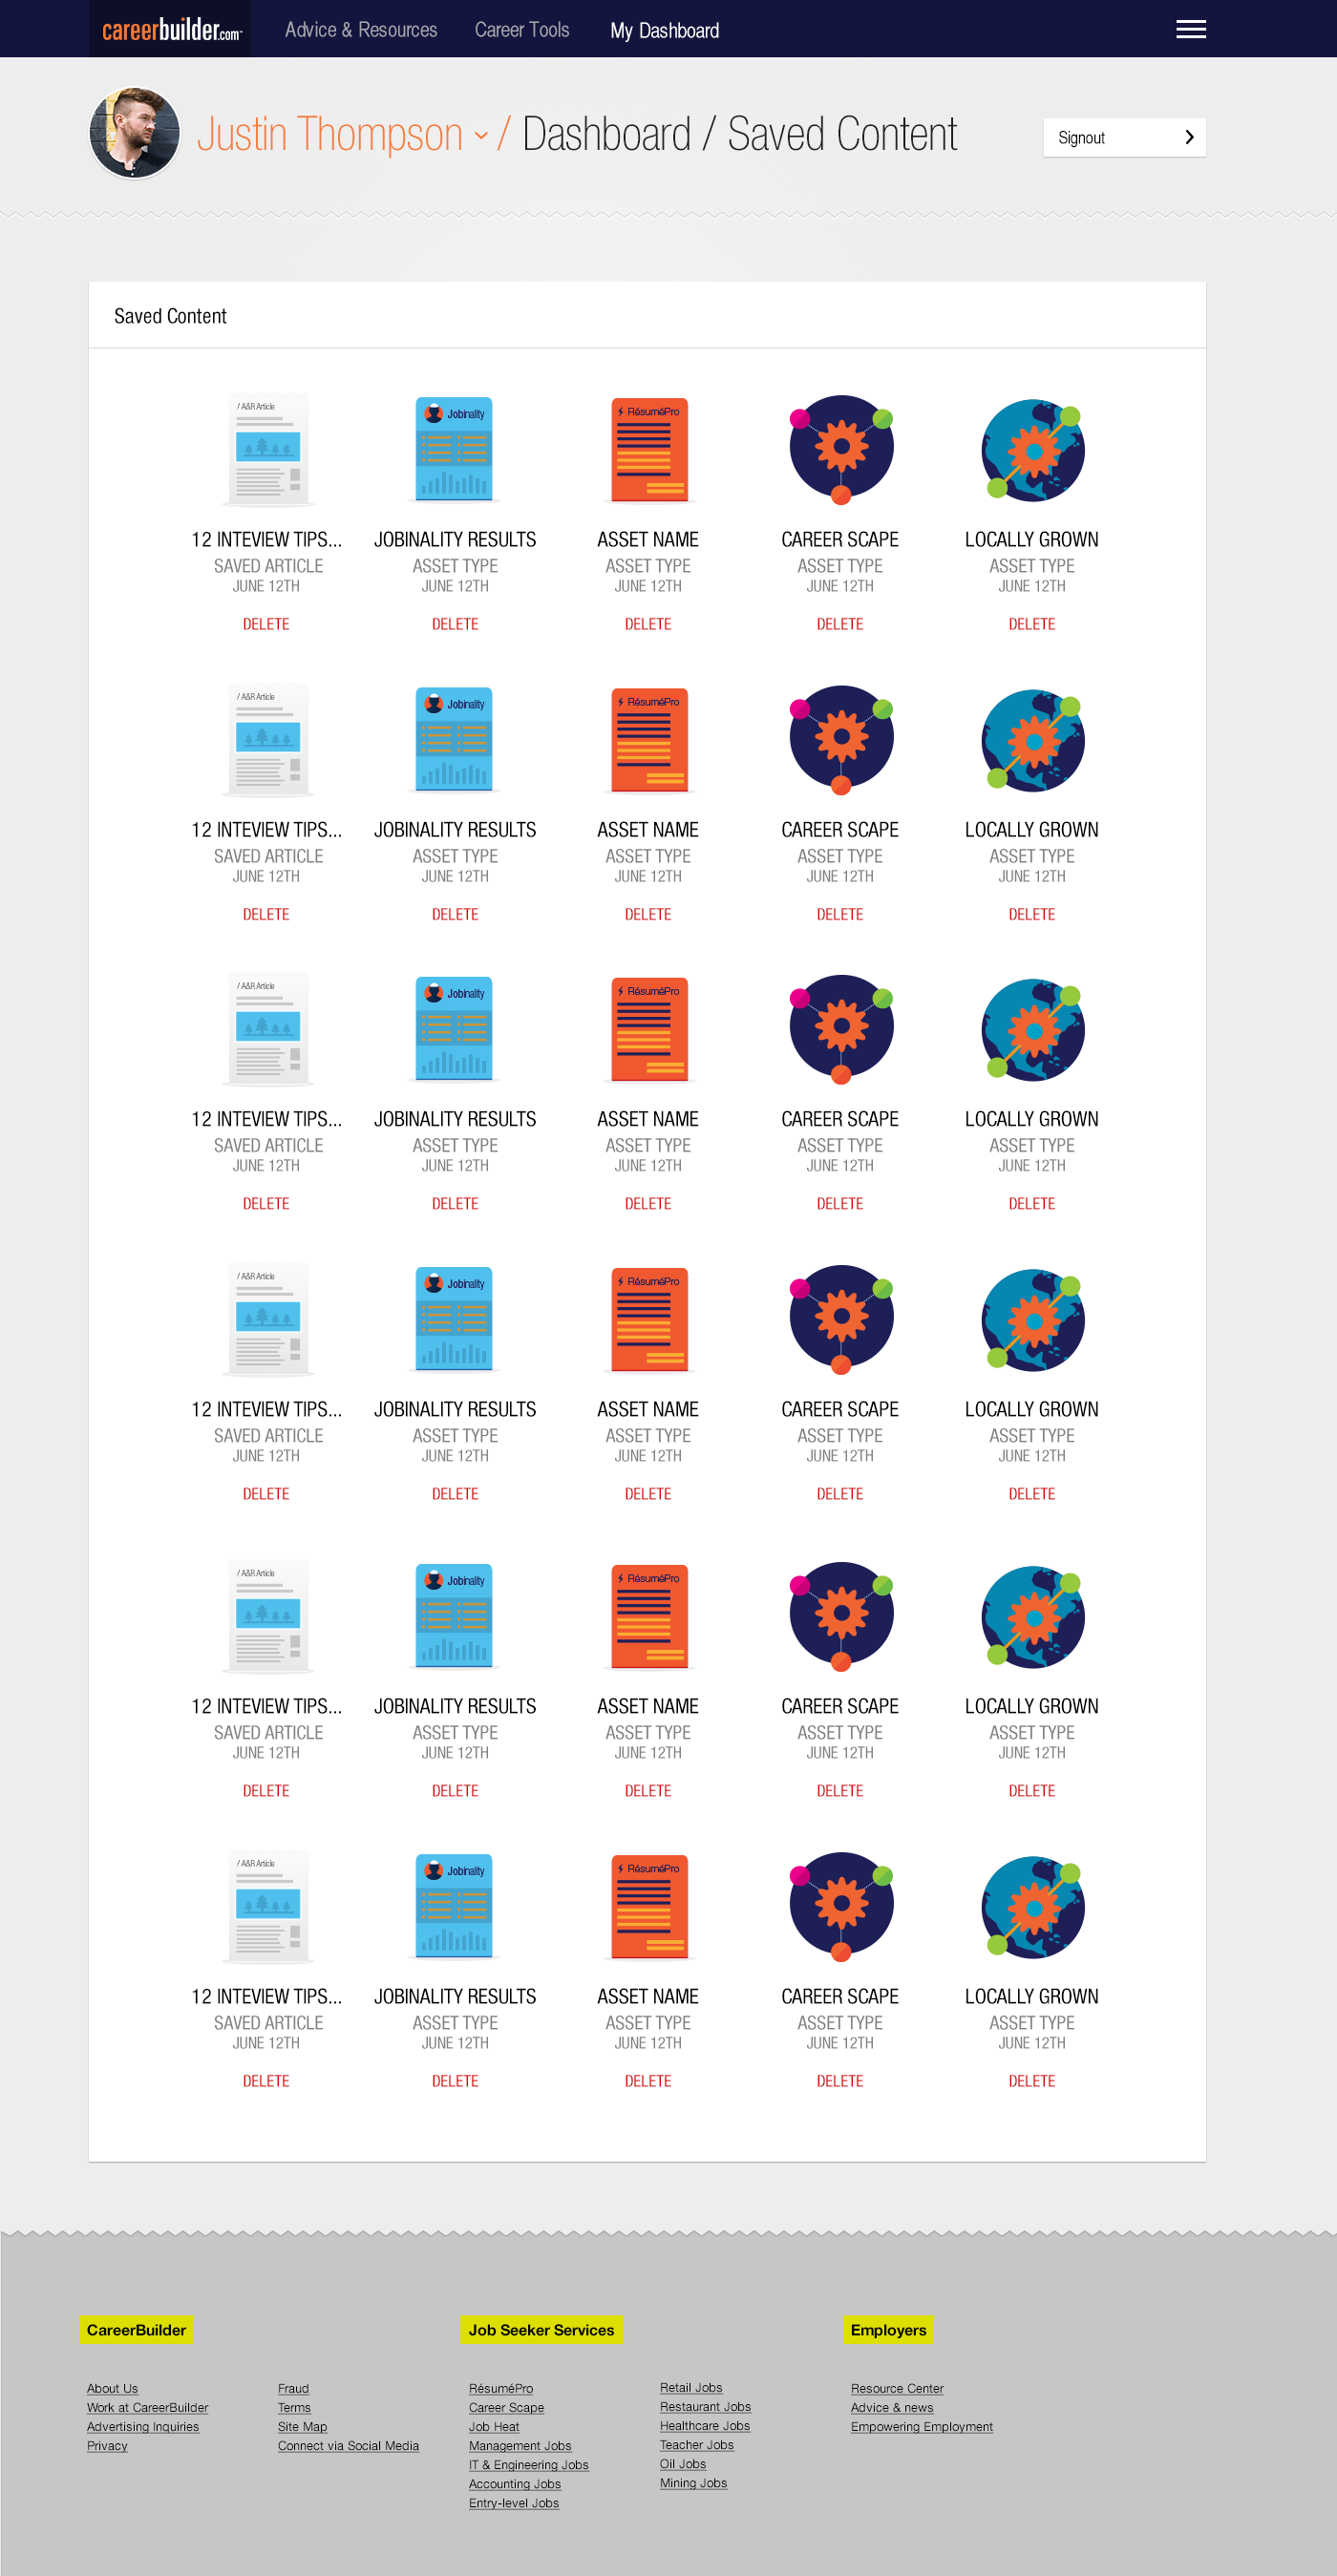 careerbuilder.com Advice & Resources Career Tools My Dashboard
Justin Thompson / Dashboard / Saved Content
Signout
Saved Content
/ A&R Article Jobinality RésuméPro
12 INTEVIEW TIPS... JOBINALITY RESULTS ASSET NAME CAREER SCAPE LOCALLY GROWN
SAVED ARTICLE ASSET TYPE ASSET TYPE ASSET TYPE ASSET TYPE
JUNE 12TH JUNE 12TH JUNE 12TH JUNE 12TH JUNE 12TH
DELETE DELETE DELETE DELETE DELETE
/ A&R Article Jobinality RésuméPro
12 INTEVIEW TIPS... JOBINALITY RESULTS ASSET NAME CAREER SCAPE LOCALLY GROWN
SAVED ARTICLE ASSET TYPE ASSET TYPE ASSET TYPE ASSET TYPE
JUNE 12TH JUNE 12TH JUNE 12TH JUNE 12TH JUNE 12TH
DELETE DELETE DELETE DELETE DELETE
/ A&R Article Jobinality RésuméPro
12 INTEVIEW TIPS... JOBINALITY RESULTS ASSET NAME CAREER SCAPE LOCALLY GROWN
SAVED ARTICLE ASSET TYPE ASSET TYPE ASSET TYPE ASSET TYPE
JUNE 12TH JUNE 12TH JUNE 12TH JUNE 12TH JUNE 12TH
DELETE DELETE DELETE DELETE DELETE
/ A&R Article Jobinality RésuméPro
12 INTEVIEW TIPS... JOBINALITY RESULTS ASSET NAME CAREER SCAPE LOCALLY GROWN
SAVED ARTICLE ASSET TYPE ASSET TYPE ASSET TYPE ASSET TYPE
JUNE 12TH JUNE 12TH JUNE 12TH JUNE 12TH JUNE 12TH
DELETE DELETE DELETE DELETE DELETE
/ A&R Article Jobinality RésuméPro
12 INTEVIEW TIPS... JOBINALITY RESULTS ASSET NAME CAREER SCAPE LOCALLY GROWN
SAVED ARTICLE ASSET TYPE ASSET TYPE ASSET TYPE ASSET TYPE
JUNE 12TH JUNE 12TH JUNE 12TH JUNE 12TH JUNE 12TH
DELETE DELETE DELETE DELETE DELETE
/ A&R Article Jobinality RésuméPro
12 INTEVIEW TIPS... JOBINALITY RESULTS ASSET NAME CAREER SCAPE LOCALLY GROWN
SAVED ARTICLE ASSET TYPE ASSET TYPE ASSET TYPE ASSET TYPE
JUNE 12TH JUNE 12TH JUNE 12TH JUNE 12TH JUNE 12TH
DELETE DELETE DELETE DELETE DELETE
CareerBuilder
About Us
Work at CareerBuilder
Advertising Inquiries
Privacy
Fraud
Terms
Site Map
Connect via Social Media
Job Seeker Services
RésuméPro
Career Scape
Job Heat
Management Jobs
IT & Engineering Jobs
Accounting Jobs
Entry-level Jobs
Retail Jobs
Restaurant Jobs
Healthcare Jobs
Teacher Jobs
Oil Jobs
Mining Jobs
Employers
Resource Center
Advice & news
Empowering Employment